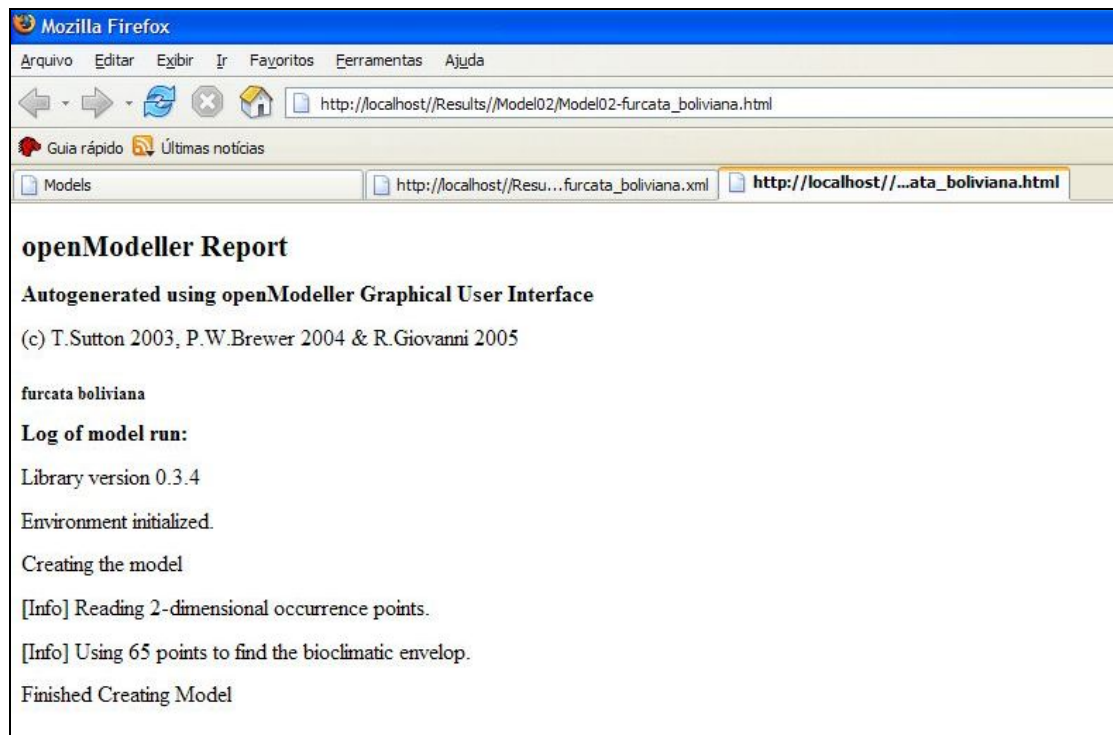 Mozilla Firefox
Arquivo Editar Exibir Ir Favoritos Ferramentas Ajuda
http://localhost//Results//Model02/Model02-furcata_boliviana.html
Guia rápido Últimas notícias
Models http://localhost//Resu...furcata_boliviana.xml http://localhost//...ata_boliviana.html
openModeller Report
Autogenerated using openModeller Graphical User Interface
(c) T.Sutton 2003, P.W.Brewer 2004 & R.Giovanni 2005
furcata boliviana
Log of model run:
Library version 0.3.4
Environment initialized.
Creating the model
[Info] Reading 2-dimensional occurrence points.
[Info] Using 65 points to find the bioclimatic envelop.
Finished Creating Model